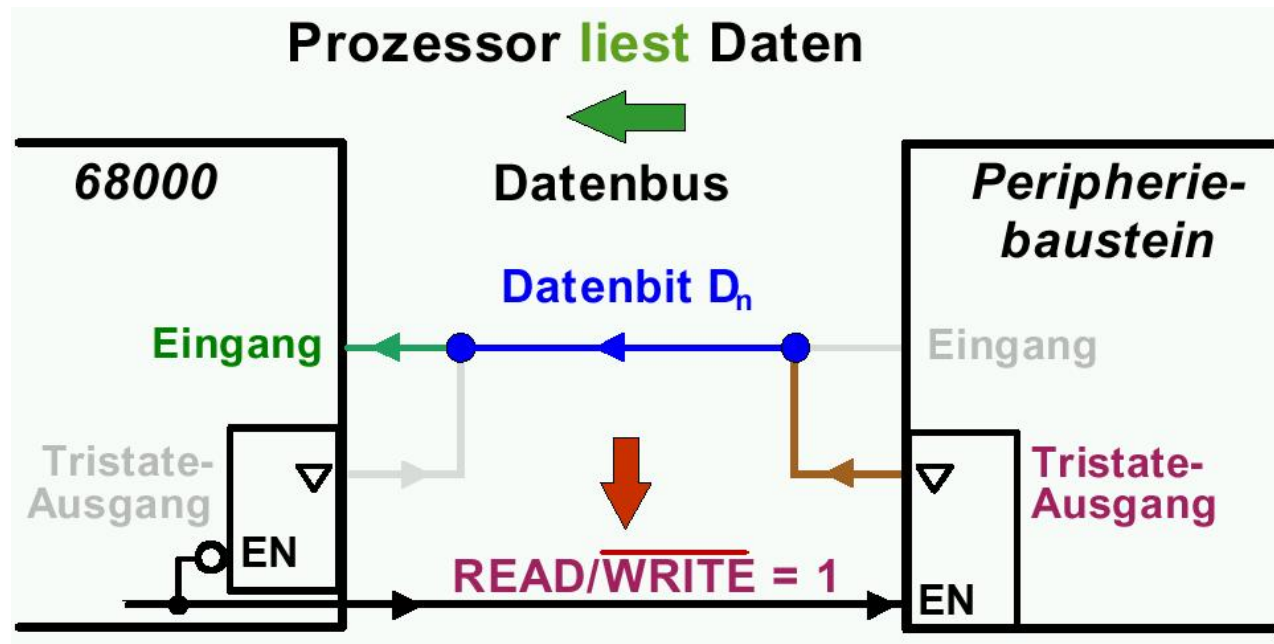 Prozessor liest Daten
68000
Datenbus
Peripherie-
baustein
Datenbit Dn
Eingang
Eingang
Tristate-
Ausgang
EN
Tristate-
Ausgang
READ/WRITE = 1
EN